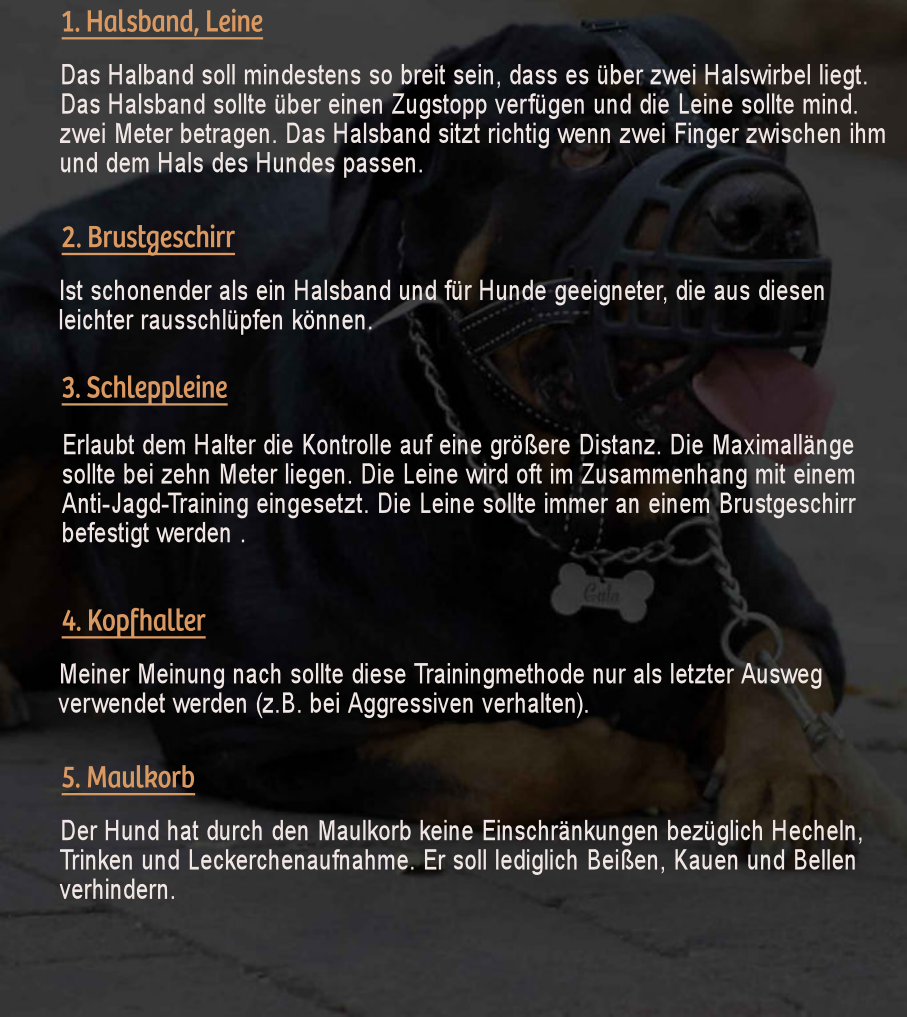 1. Halsband, Leine
Das Halband soll mindestens so breit sein, dass es über zwei Halswirbel liegt.
Das Halsband sollte über einen Zugstopp verfügen und die Leine sollte mind.
zwei Meter betragen. Das Halsband sitzt richtig wenn zwei Finger zwischen ihm
und dem Hals des Hundes passen.
2. Brustgeschirr
Ist schonender als ein Halsband und für Hunde geeigneter, die aus diesen
leichter rausschlüpfen können.
3. Schleppleine
Erlaubt dem Halter die Kontrolle auf eine größere Distanz. Die Maximallänge
sollte bei zehn Meter liegen. Die Leine wird oft im Zusammenhang mit einem
Anti-Jagd-Training eingesetzt. Die Leine sollte immer an einem Brustgeschirr
befestigt werden .
Gaia
4. Kopfhalter
Meiner Meinung nach sollte diese Trainingmethode nur als letzter Ausweg
verwendet werden (z.B. bei Aggressiven verhalten).
5. Maulkorb
Der Hund hat durch den Maulkorb keine Einschränkungen bezüglich Hecheln,
Trinken und Leckerchenaufnahme. Er soll lediglich Beißen, Kauen und Bellen
verhindern.